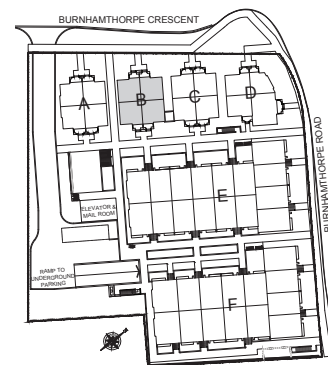 BURNHAMTHORPE CRESCENT
A
B
C
D
BURNHAMTHORPE ROAD
E
ELEVATOR &
MAIL ROOM
RAMP TO
UNDERGROUND
PARKING
F